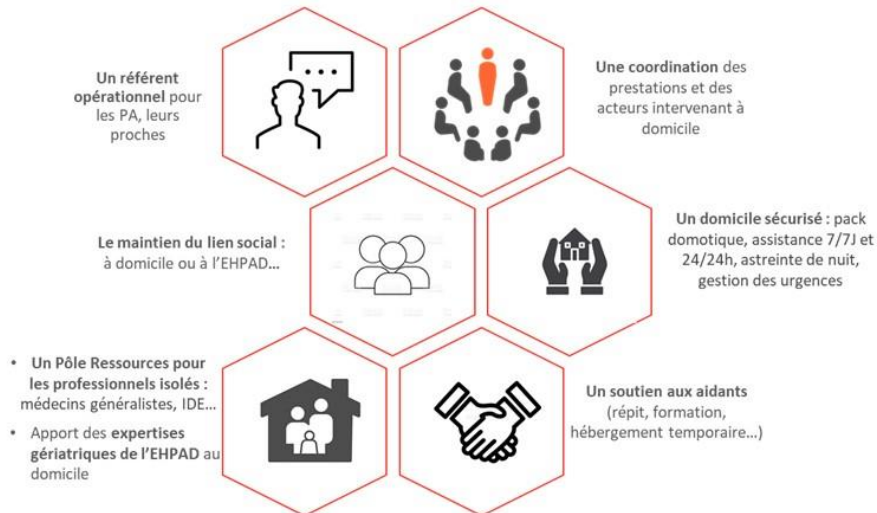 Un référent
opérationnel pour
les PA, leurs
proches
Une coordination des
prestations et des
acteurs intervenant à
domicile
Le maintien du lien social :
à domicile ou à l’EHPAD…
Un domicile sécurisé : pack
domotique, assistance 7/7J et
24/24h, astreinte de nuit,
gestion des urgences
• Un Pôle Ressources pour
les professionnels isolés :
médecins généralistes, IDE…
• Apport des expertises
gériatriques de l’EHPAD au
domicile
Un soutien aux aidants
(répit, formation,
hébergement temporaire…)